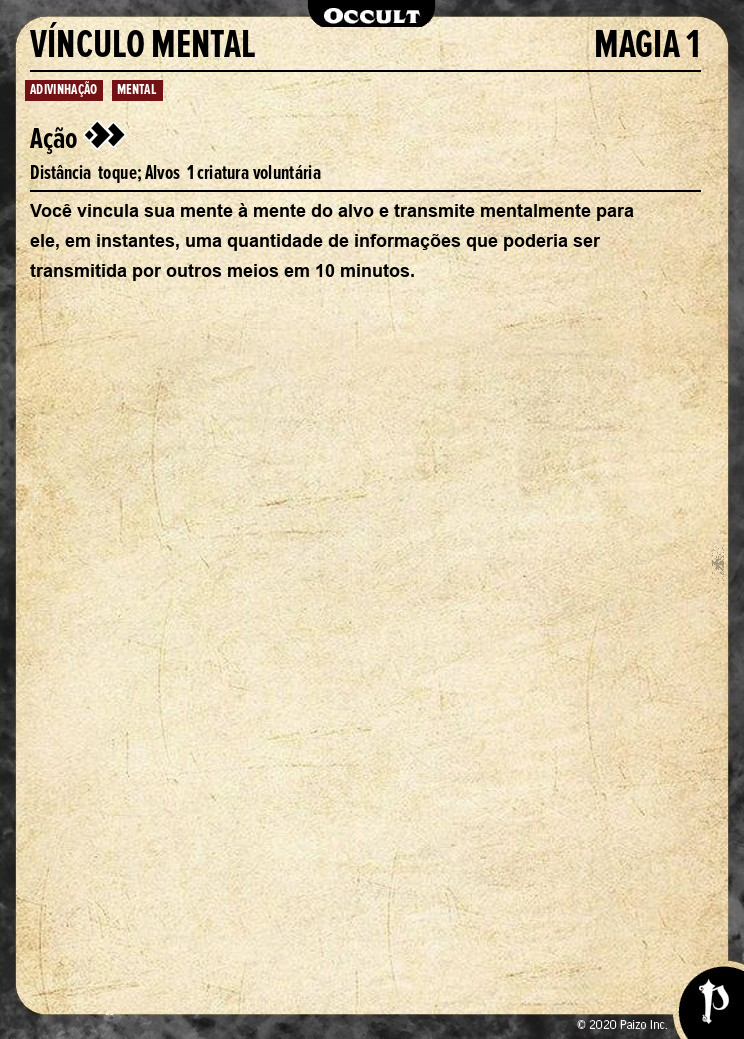 OCCULT
VÍNCULO MENTAL MAGIA 1
ADIVINHAÇÃO MENTAL
Ação
Distância toque; Alvos 1 criatura voluntária
Você vincula sua mente à mente do alvo e transmite mentalmente para
ele, em instantes, uma quantidade de informações que poderia ser
transmitida por outros meios em 10 minutos.
© 2020 Paizo Inc.
P